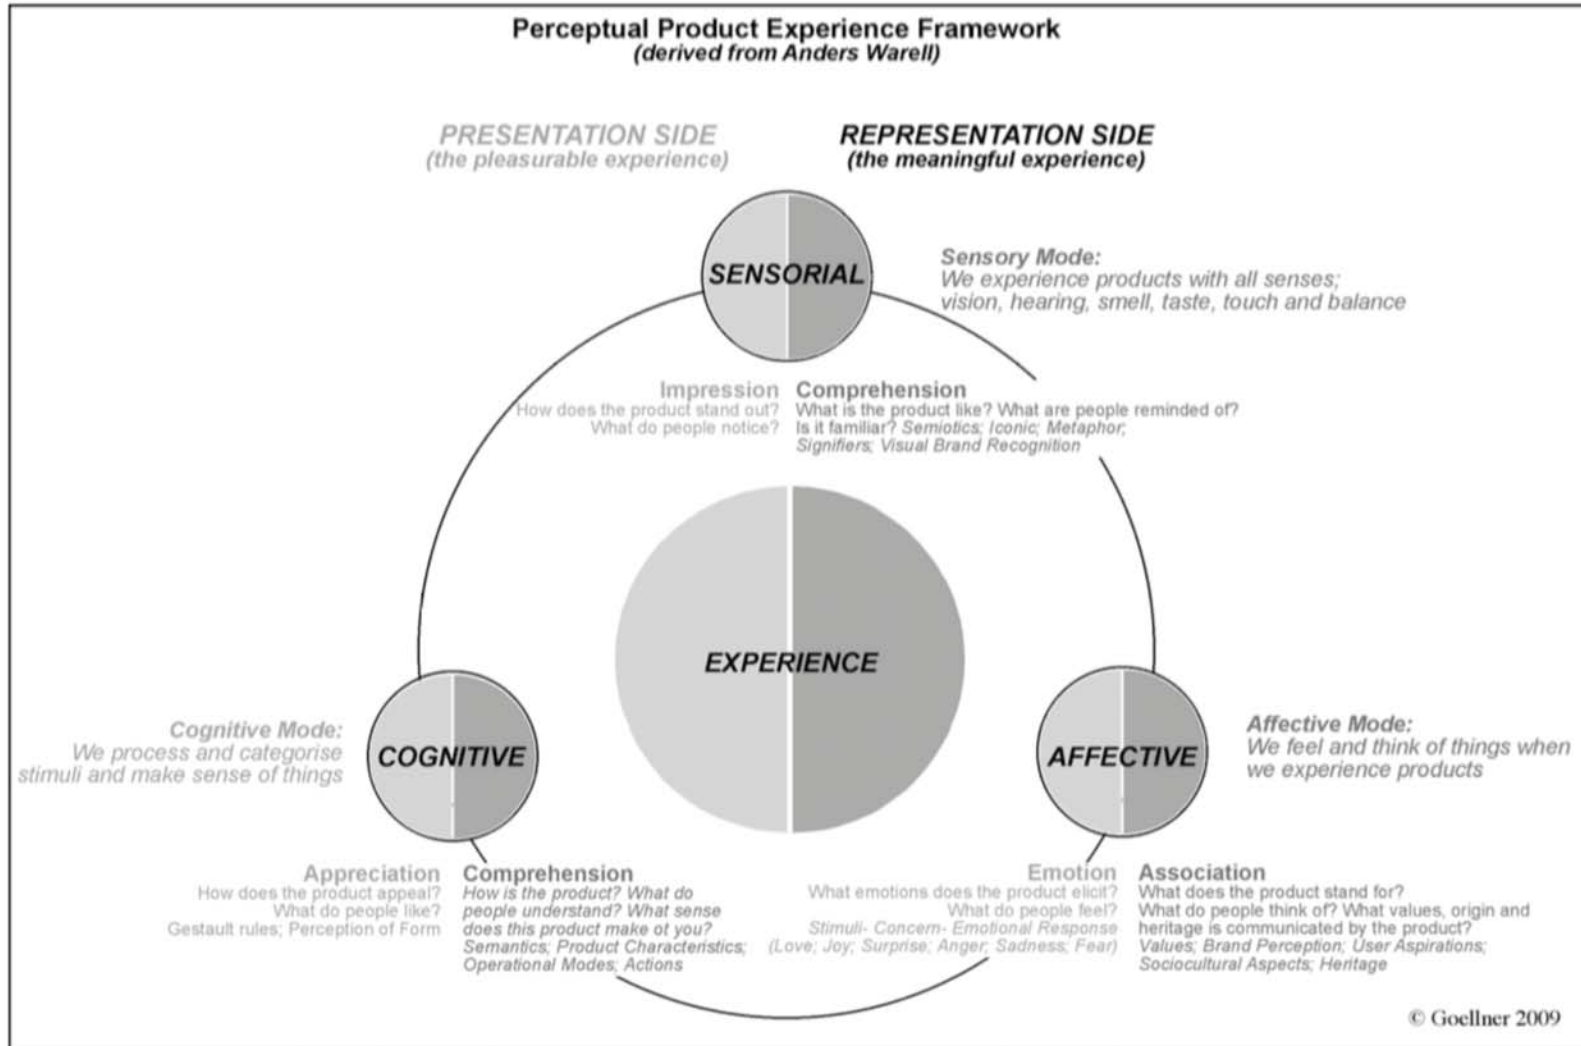 Perceptual Product Experience Framework
(derived from Anders Warell)
PRESENTATION SIDE
(the pleasurable experience)
REPRESENTATION SIDE
(the meaningful experience)
SENSORIAL
Sensory Mode:
We experience products with all senses;
vision, hearing, smell, taste, touch and balance
Impression
How does the product stand out?
What do people notice?
Comprehension
What is the product like? What are people reminded of?
Is it familiar? Semiotics; Iconic; Metaphor;
Signifiers; Visual Brand Recognition
EXPERIENCE
Cognitive Mode:
We process and categorise
stimuli and make sense of things
COGNITIVE
AFFECTIVE
Affective Mode:
We feel and think of things when
we experience products
Appreciation
How does the product appeal?
What do people like?
Gestault rules; Perception of Form
Comprehension
How is the product? What do
people understand? What sense
does this product make ot you?
Semantics; Product Characteristics;
Operational Modes; Actions
Emotion
What emotions does the product elicit?
What do people feel?
Stimuli- Concern- Emotional Response
(Love; Joy; Surprise; Anger; Sadness; Fear)
Association
What does the product stand for?
What do people think of? What values, origin and
heritage is communicated by the product?
Values; Brand Perception; User Aspirations;
Sociocultural Aspects; Heritage
© Goellner 2009